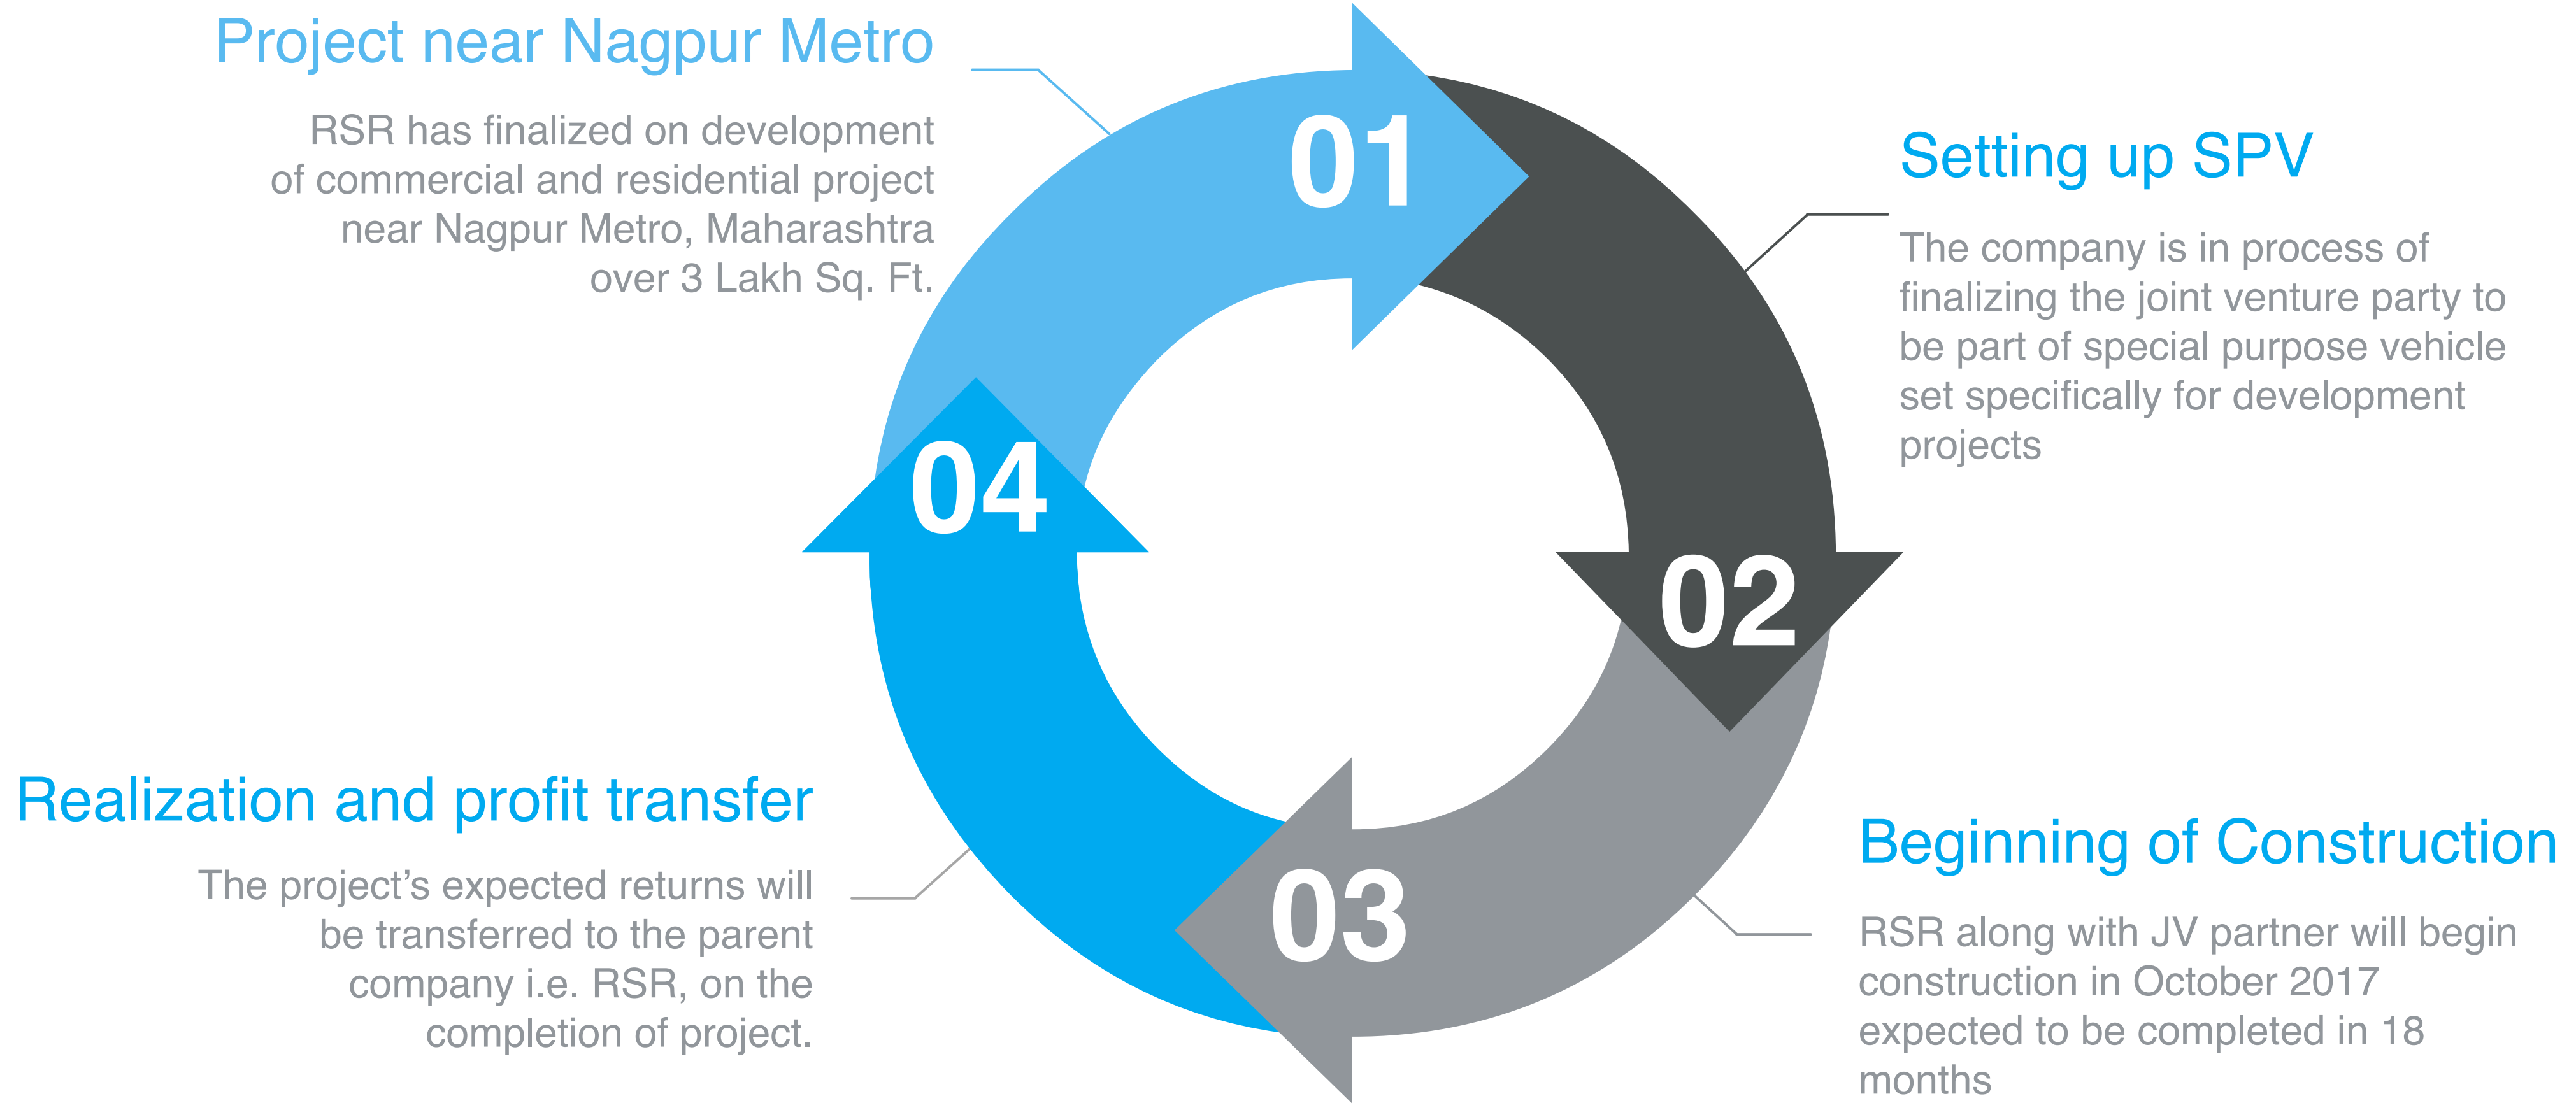 Project near Nagpur Metro
RSR has finalized on development
of commercial and residential project
near Nagpur Metro, Maharashtra
over 3 Lakh Sq. Ft.
01
Setting up SPV
The company is in process of
finalizing the joint venture party to
be part of special purpose vehicle
set specifically for development
projects
02
Beginning of Construction
RSR along with JV partner will begin
construction in October 2017
expected to be completed in 18
months
03
Realization and profit transfer
The project’s expected returns will
be transferred to the parent
company i.e. RSR, on the
completion of project.
04